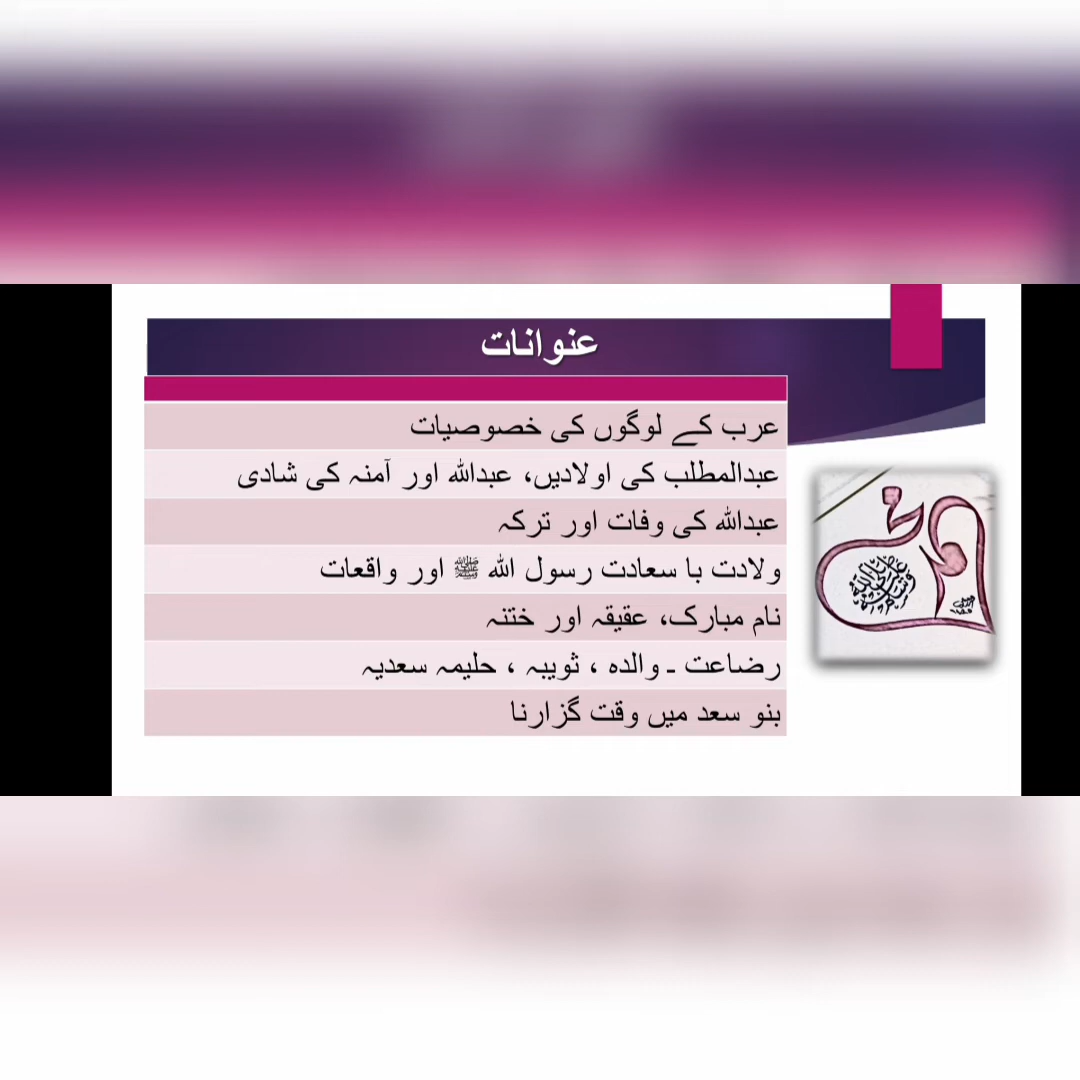 عنوانات
عرب کے لوگوں کی خصوصیات
عبدالمطلب کی اولادیں، عبداللہ اور آمنہ کی شادی
عبداللہ کی وفات اور ترکہ
ولادت با سعادت رسول اللہ ﷺ اور واقعات
نام مبارک، عقیقہ اور ختنہ
رضاعت ۔ والدہ ، ثویبہ ، حلیمہ سعدیہ
بنو سعد میں وقت گزارنا
محمد